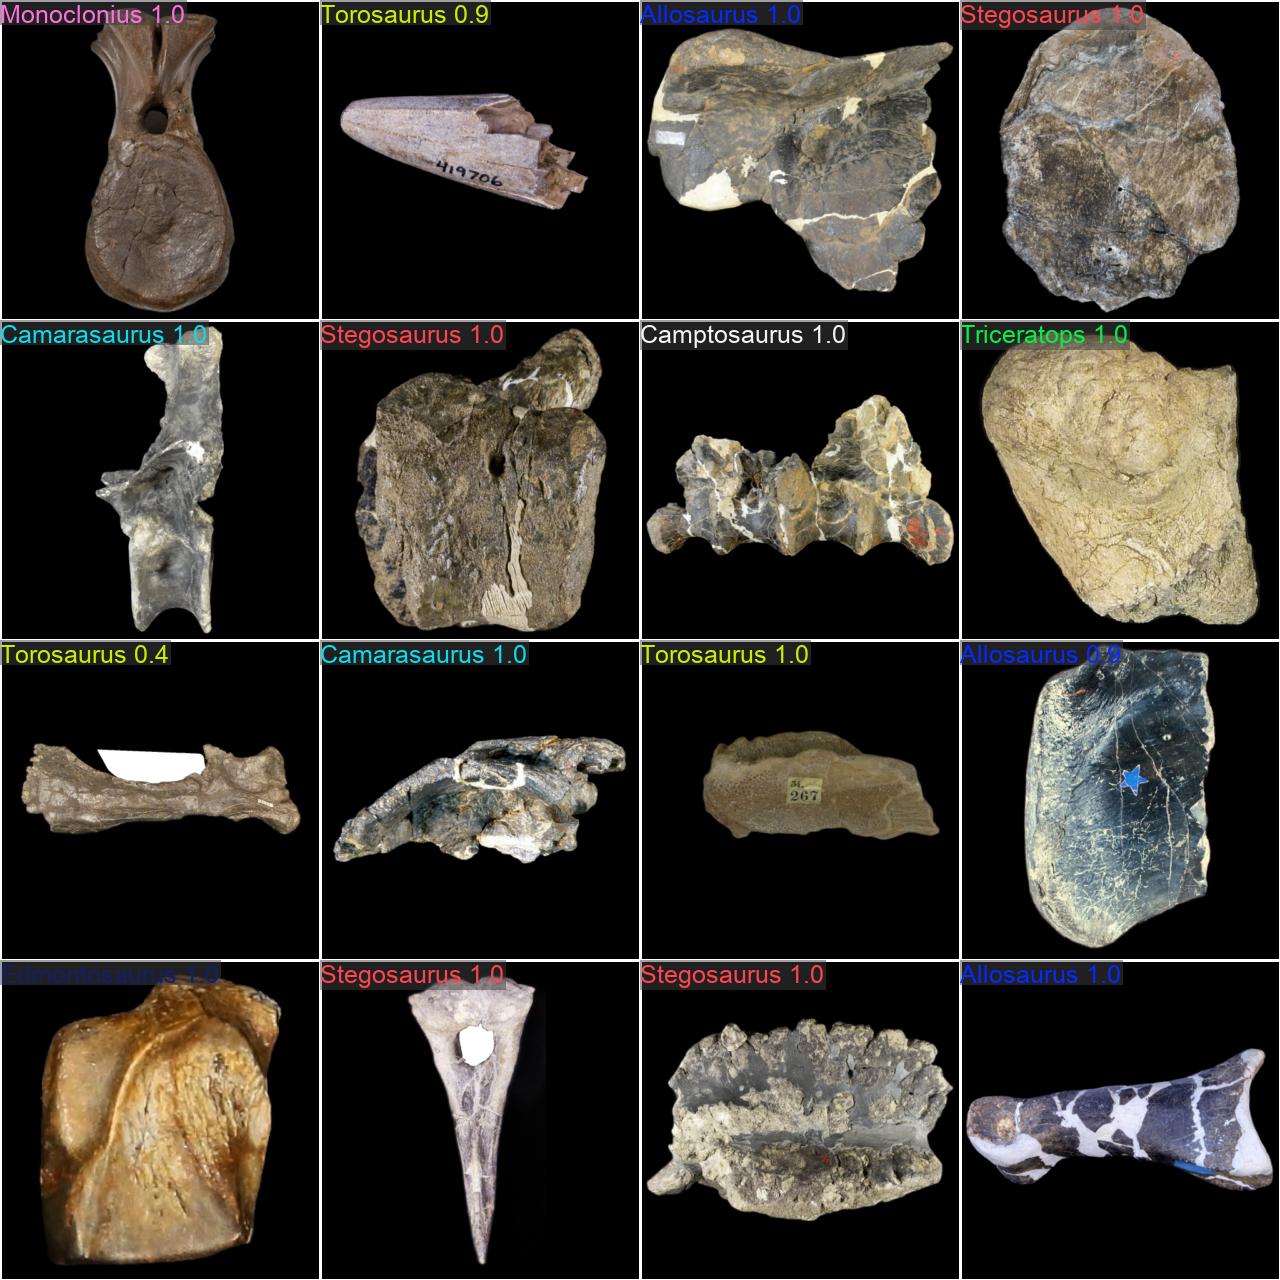 Monoclonius 1.0
Torosaurus 0.9
Allosaurus 1.0
Stegosaurus 1.0
419706
Camarasaurus 1.0
Stegosaurus 1.0
Camptosaurus 1.0
Triceratops 1.0
Torosaurus 0.4
Camarasaurus 1.0
Torosaurus 1.0
Allosaurus 0.9
267
Edmontosaurus 1.0
Stegosaurus 1.0
Stegosaurus 1.0
Allosaurus 1.0